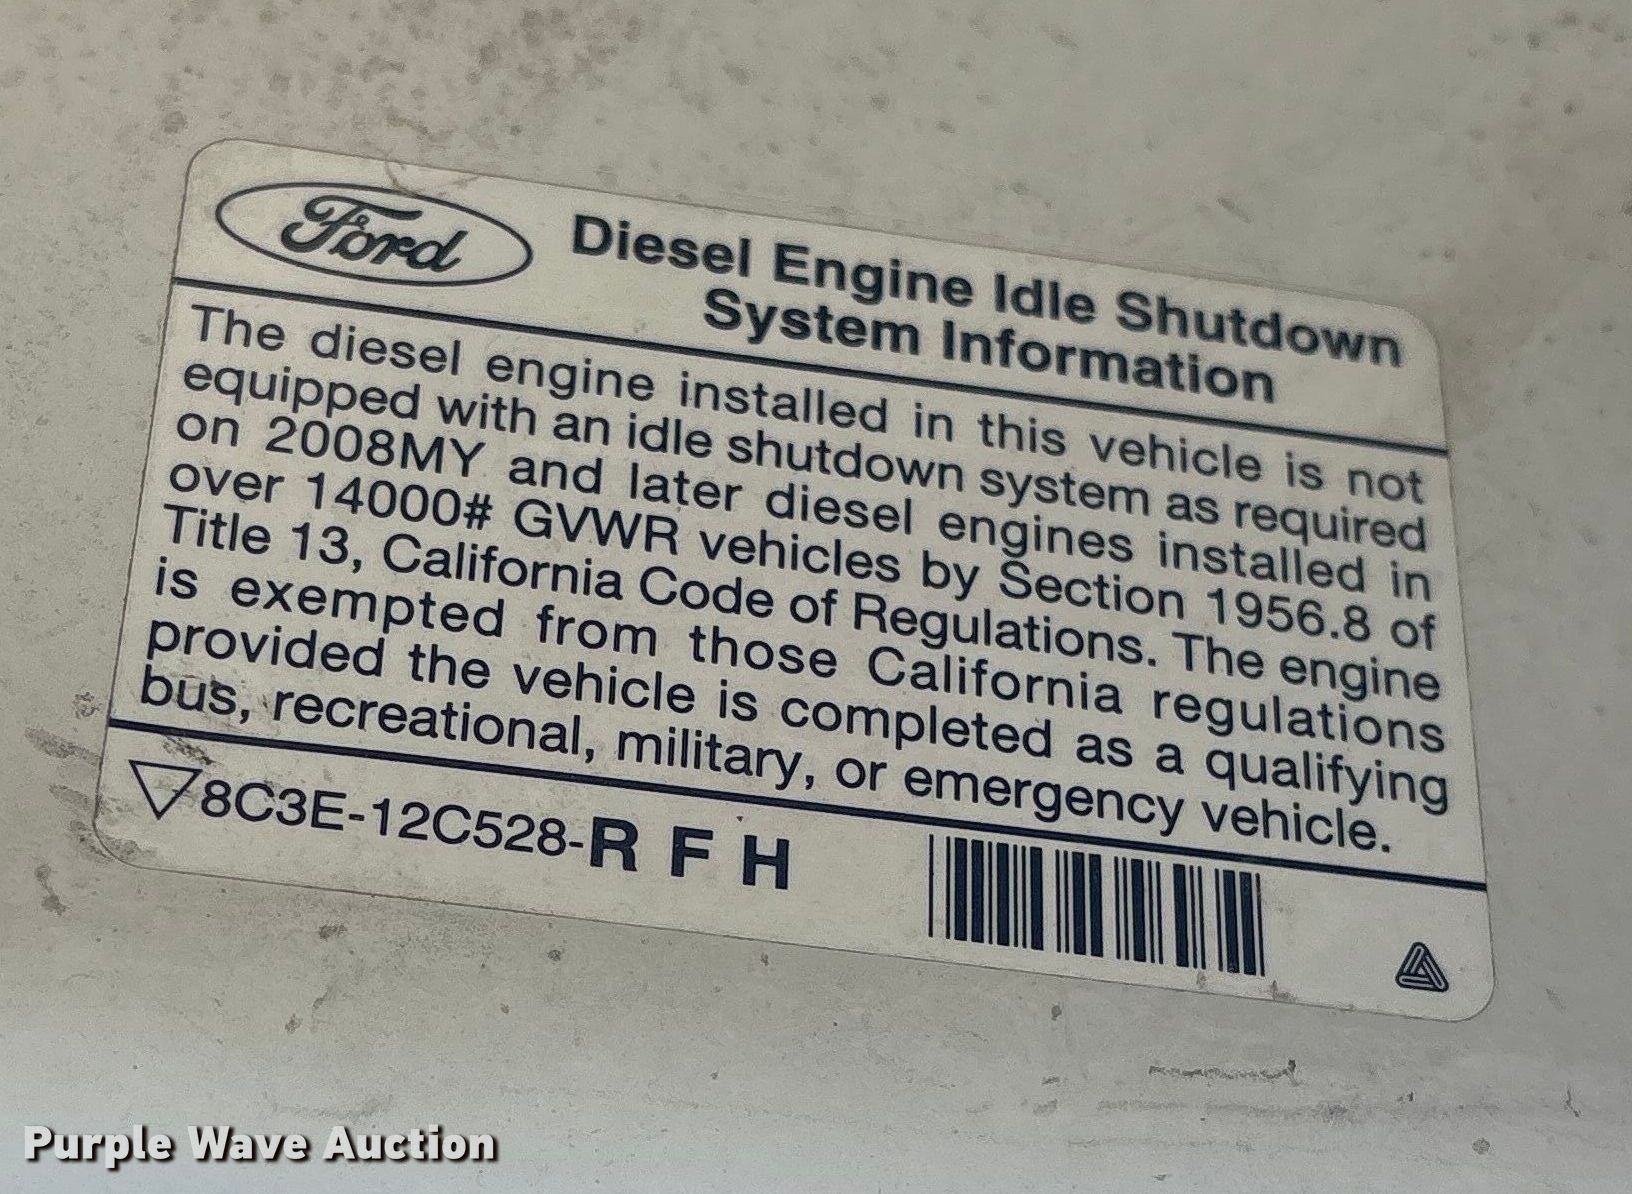 Ford
Diesel Engine Idle Shutdown
System Information
The diesel engine installed in this vehicle is not
equipped with an idle shutdown system as required
on 2008MY and later diesel engines installed in
over 14000# GVWR vehicles by Section 1956.8 of
Title 13, California Code of Regulations. The engine
is exempted from those California regulations
provided the vehicle is completed as a qualifying
bus, recreational, military, or emergency vehicle.
8C3E-12C528-R F H
Purple Wave Auction